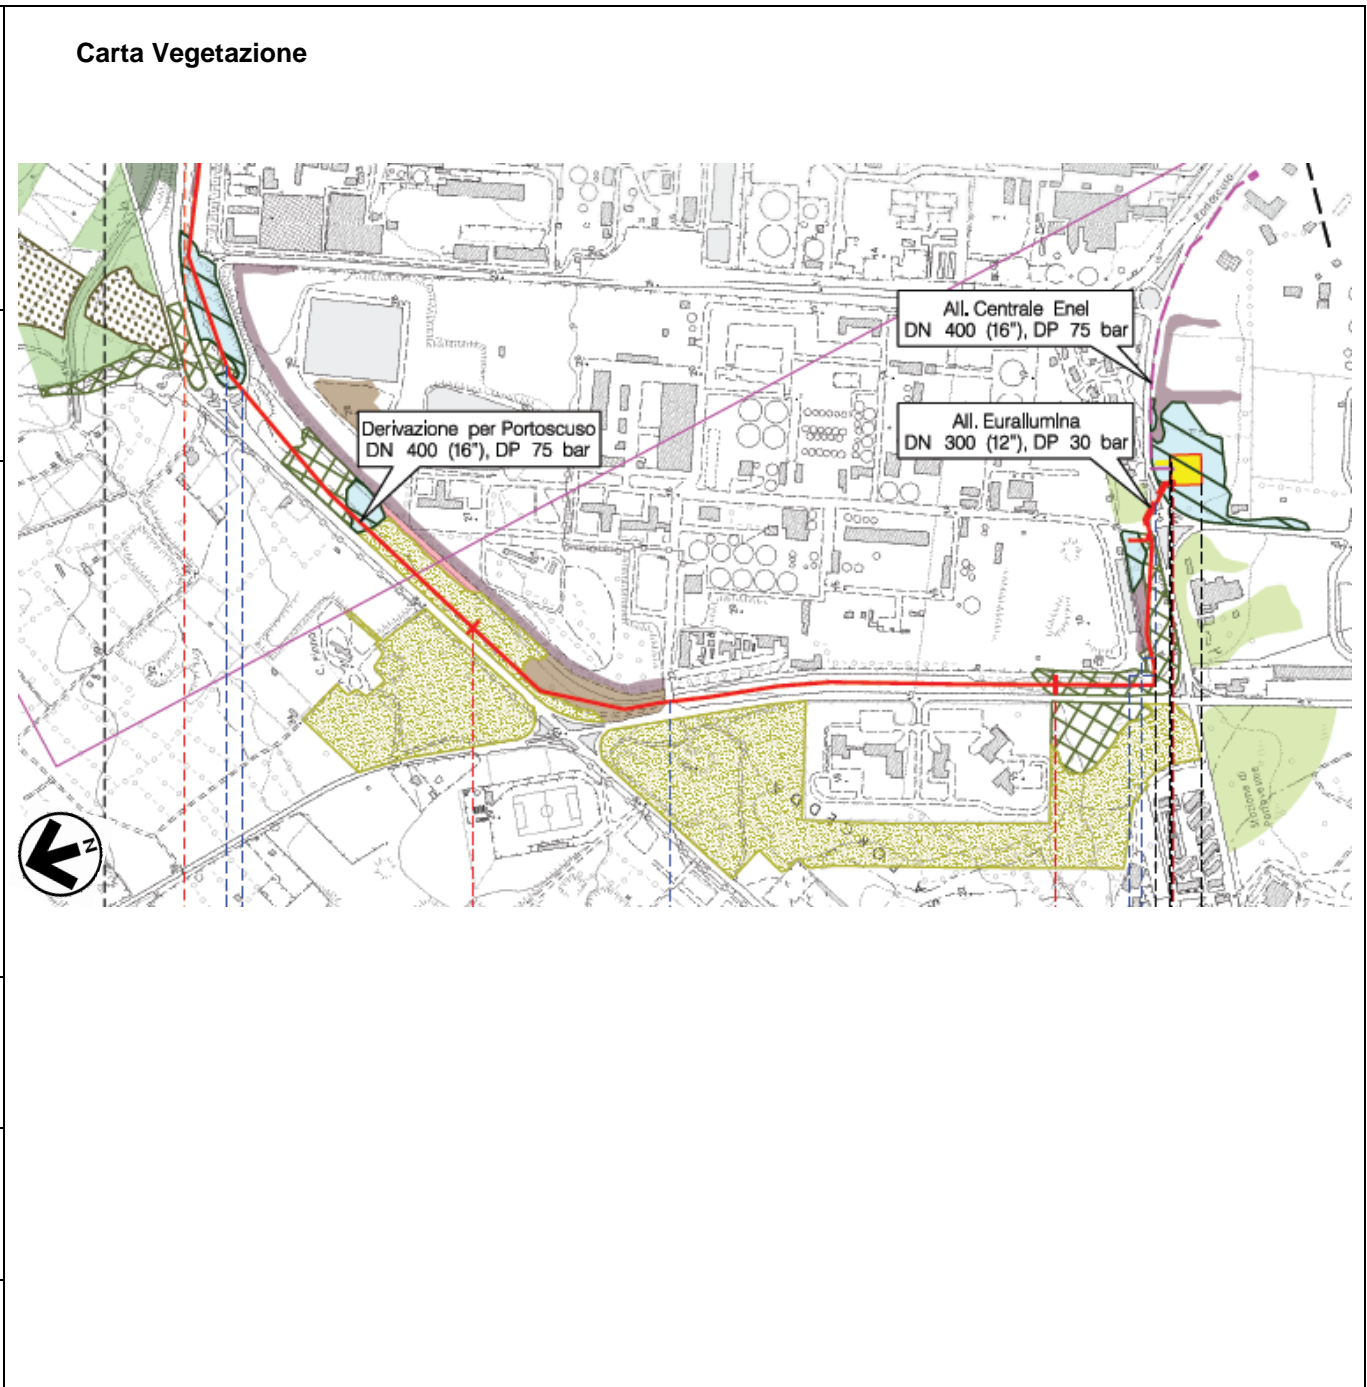 Carta Vegetazione
Portoscuso
All. Centrale Enel
DN 400 (16"), DP 75 bar
All. Eurallumina
DN 300 (12"), DP 30 bar
Derivazione per Portoscuso
DN 400 (16"), DP 75 bar
N